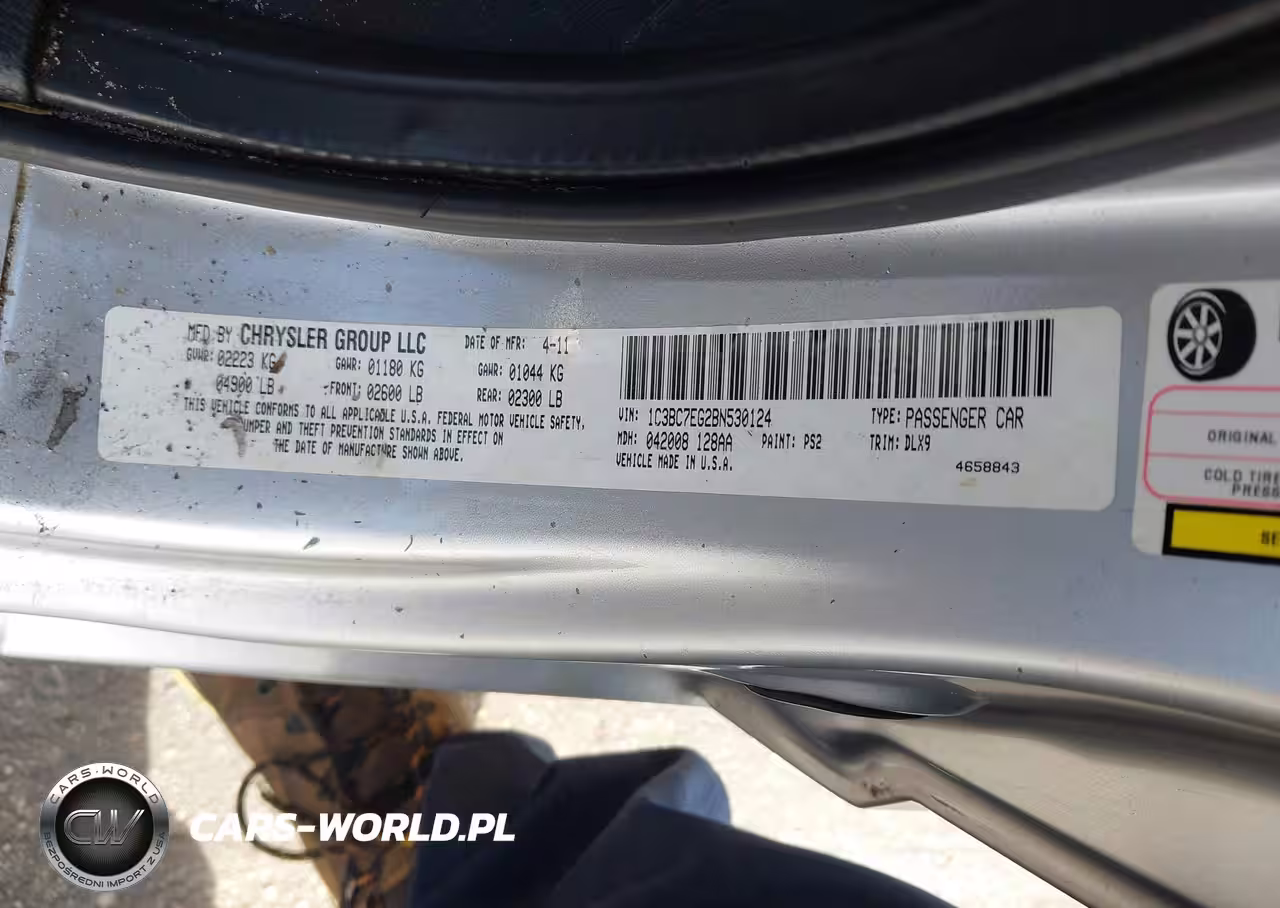 MFD BY CHRYSLER GROUP LLC
DATE OF MFR: 4-11
GVWR: 02223 KG
GAWR: 01180 KG
GAWR: 01044 KG
04900 LB
FRONT: 02600 LB
REAR: 02300 LB
THIS VEHICLE CONFORMS TO ALL APPLICABLE U.S.A. FEDERAL MOTOR VEHICLE SAFETY,
BUMPER AND THEFT PREVENTION STANDARDS IN EFFECT ON
THE DATE OF MANUFACTURE SHOWN ABOVE.
VIN: 1C3BC7EG2BN530124
TYPE: PASSENGER CAR
MDH: 042008 128AA
PAINT: PS2
TRIM: DLX9
VEHICLE MADE IN U.S.A.
4658843
ORIGINAL
COLD TIRE
CARS-WORLD
CW
BEZPOŚREDNI IMPORT Z USA
CARS-WORLD.PL